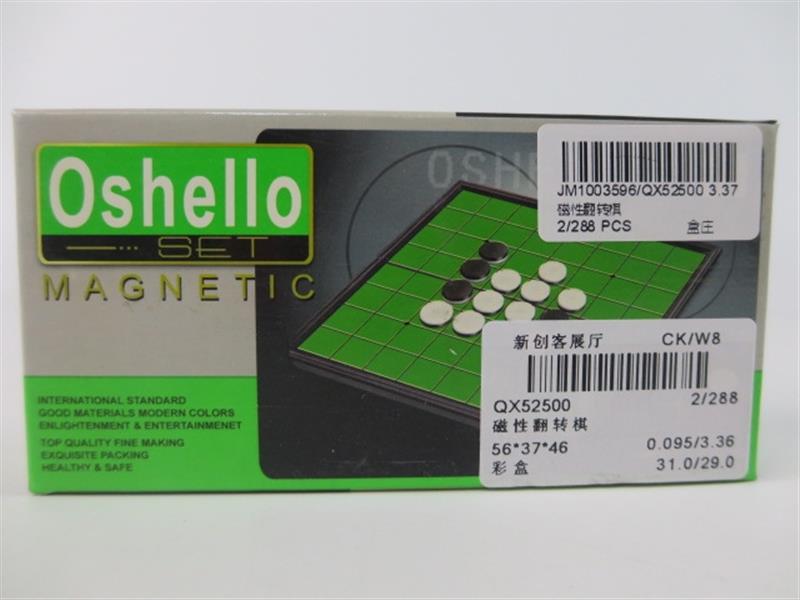 Oshello
SET
MAGNETIC
INTERNATIONAL STANDARD
GOOD MATERIALS MODERN COLORS
ENLIGHTENMENT & ENTERTAINMENET
TOP QUALITY FINE MAKING
EXQUISITE PACKING
HEALTHY & SAFE
OSHE
JM1003596/QX52500 3.37
磁性翻转棋
2/288 PCS 盒庄
新创客展厅 CK/W8
QX52500 2/288
磁性翻转棋
56*37*46 0.095/3.36
彩盒 31.0/29.0